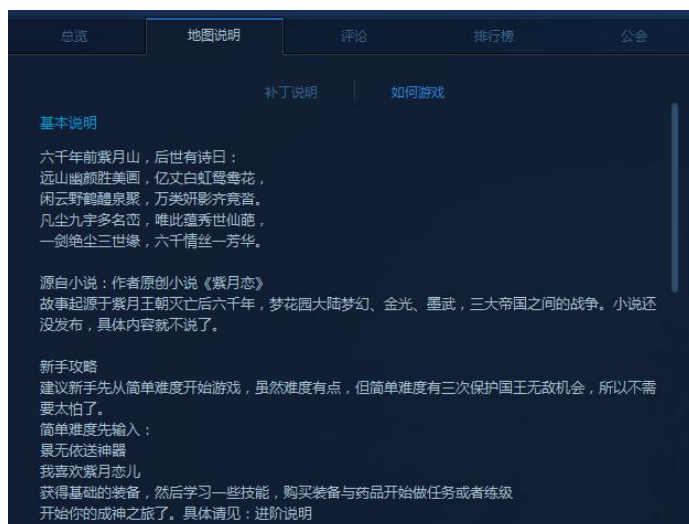 总览 地图说明 评论 排行榜 公会
补丁说明 如何游戏
基本说明
六千年前紫月山，后世有诗曰：
远山幽颜胜美画，亿丈白虹鸳鸯花，
闲云野鹤醴泉聚，万类妍影齐竞沓。
凡尘九宇多名峦，唯此蕴秀世仙葩，
一剑绝尘三世缘，六千情丝一芳华。
源自小说：作者原创小说《紫月恋》
故事起源于紫月王朝灭亡后六千年，梦花园大陆梦幻、金光、墨武，三大帝国之间的战争。小说还
没发布，具体内容就不说了。
新手攻略
建议新手先从简单难度开始游戏，虽然难度有点，但简单难度有三次保护国王无敌机会，所以不需
要太怕了。
简单难度先输入：
景无依送神器
我喜欢紫月恋儿
获得基础的装备，然后学习一些技能，购买装备与药品开始做任务或者练级
开始你的成神之旅了。具体请见：进阶说明